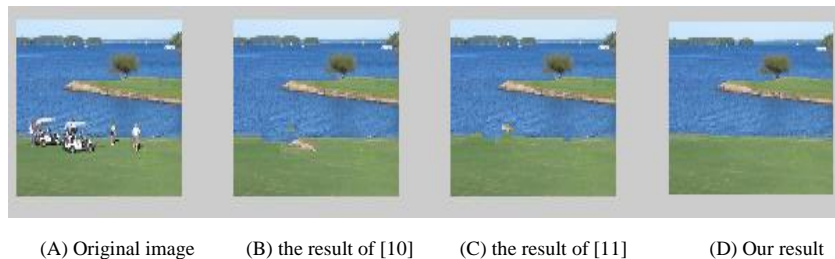 (A) Original image (B) the result of [10] (C) the result of [11] (D) Our result